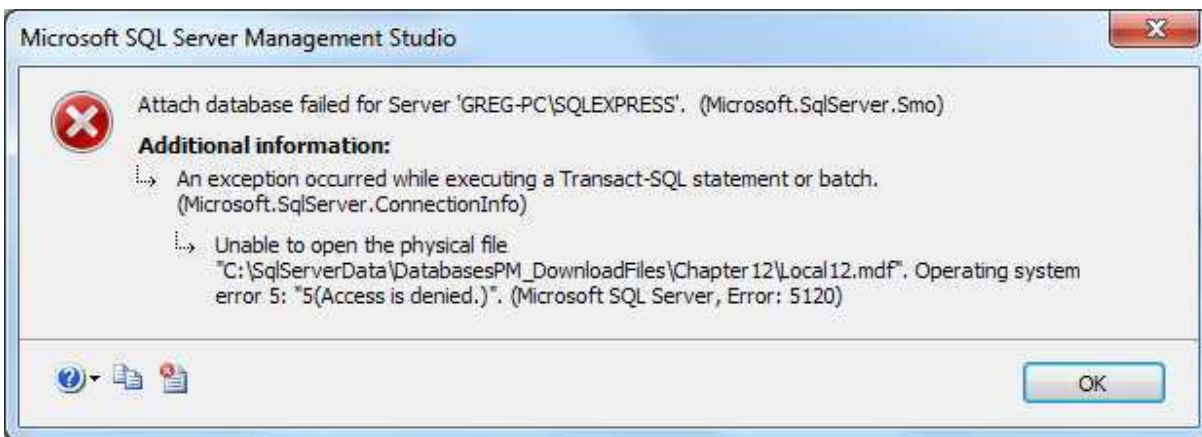 Microsoft SQL Server Management Studio
Attach database failed for Server 'GREG-PC\SQLEXPRESS'. (Microsoft.SqlServer.Smo)
Additional information:
An exception occurred while executing a Transact-SQL statement or batch.
(Microsoft.SqlServer.ConnectionInfo)
Unable to open the physical file
"C:\SqlServerData\DatabasesPM_DownloadFiles\Chapter12\Local12.mdf". Operating system
error 5: "5(Access is denied.)". (Microsoft SQL Server, Error: 5120)
OK